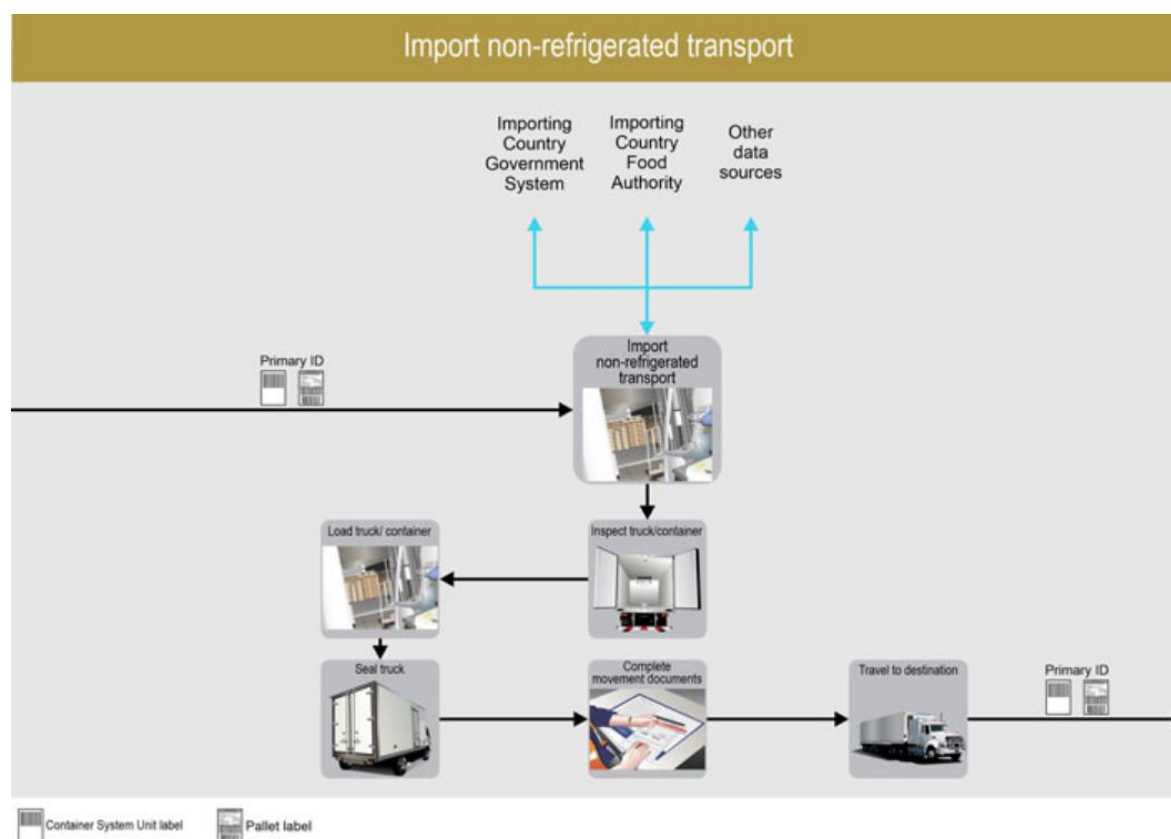 Import non-refrigerated transport
Importing
Country
Government
System
Importing
Country
Food
Authority
Other
data
sources
Primary ID
Import
non-refrigerated
transport
Load truck/ container
Inspect truck/container
Seal truck
Complete
movement documents
Travel to destination
Primary ID
Container System Unit label
Pallet label